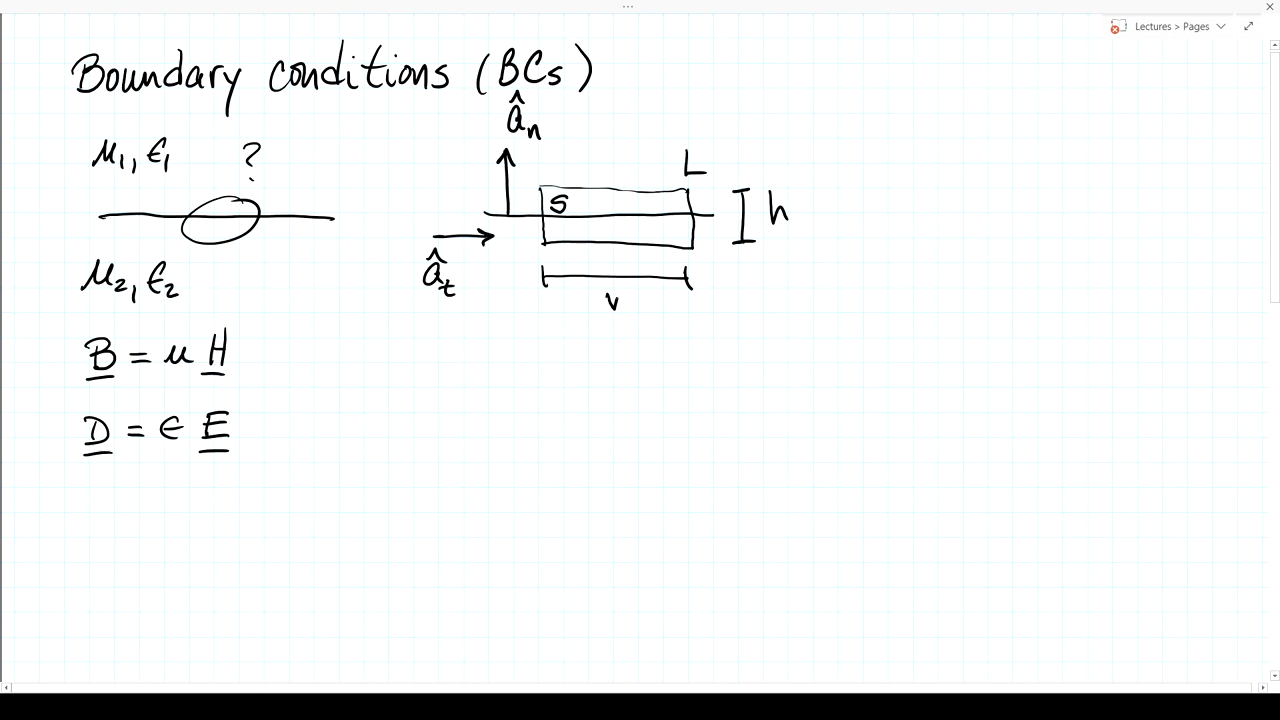 Lectures > Pages
Boundary conditions (BCs)
â_n
μ₁, ε₁ ?
L
S
h
â_t
μ₂, ε₂
B = μ H
D = ε E